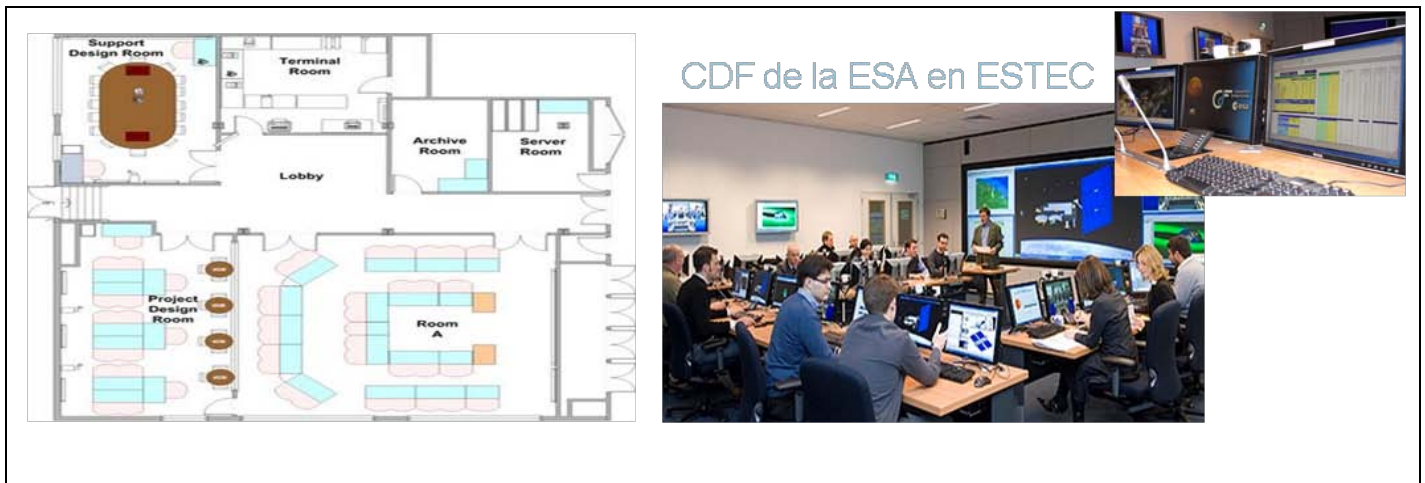 Support
Design Room
Terminal
Room
Archive
Room
Server
Room
Lobby
Project
Design
Room
Room
A
CDF de la ESA en ESTEC
esa